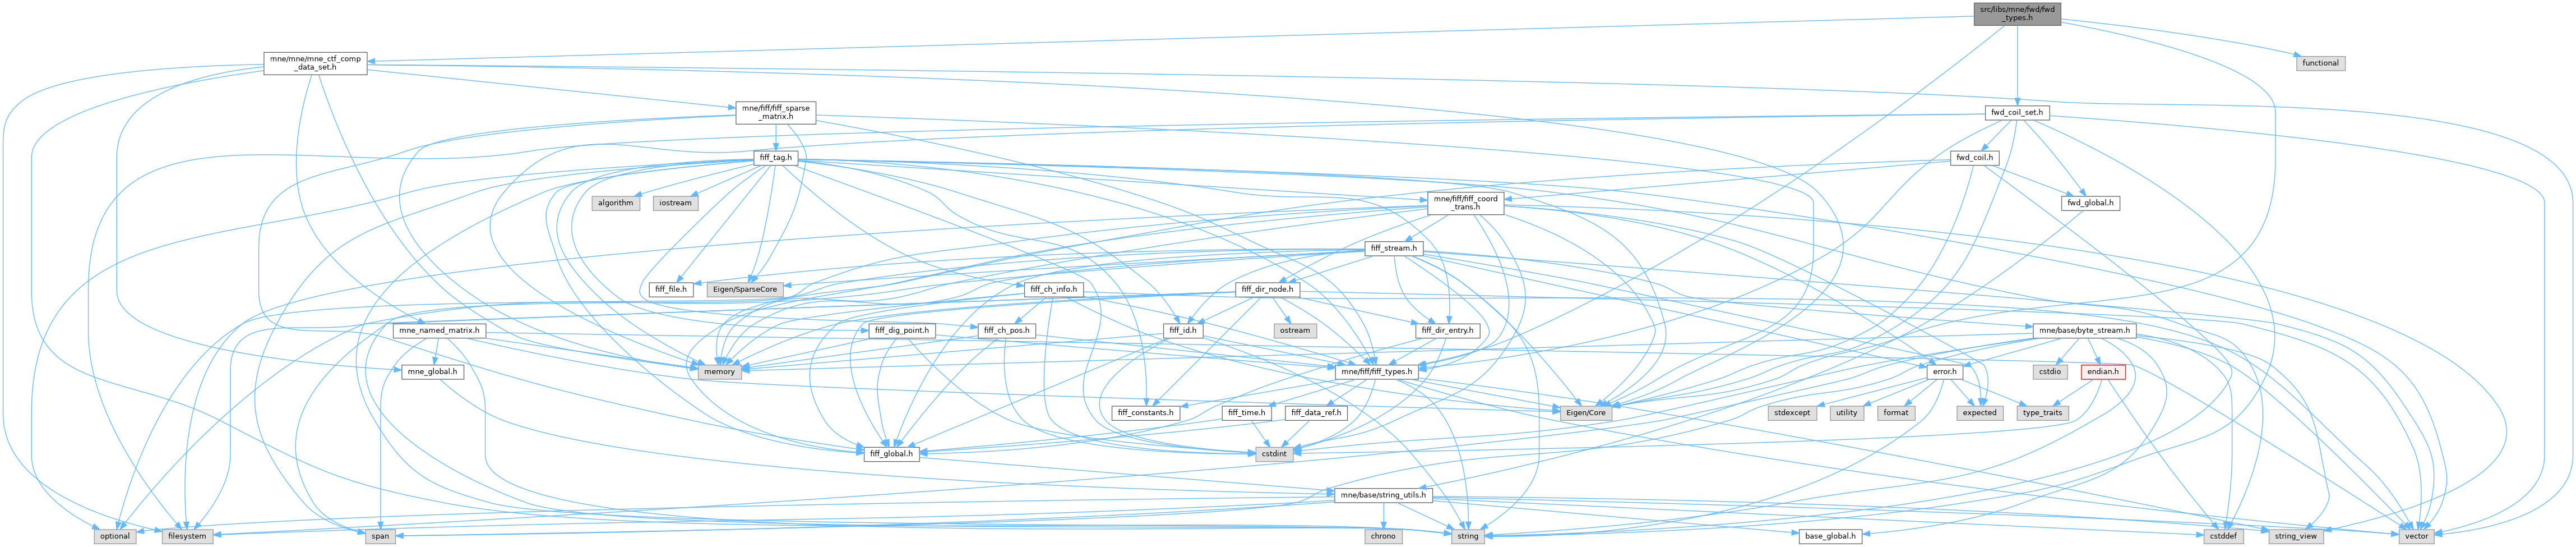 src/libs/mne/fwd/fwd
_types.h
mne/mne/mne_ctf_comp
_data_set.h
functional
mne/fiff/fiff_sparse
_matrix.h
fwd_coil_set.h
fiff_tag.h
fwd_coil.h
algorithm
iostream
mne/fiff/fiff_coord
_trans.h
fwd_global.h
fiff_stream.h
fiff_file.h
Eigen/SparseCore
fiff_ch_info.h
fiff_dir_node.h
mne_named_matrix.h
fiff_dig_point.h
fiff_ch_pos.h
fiff_id.h
ostream
fiff_dir_entry.h
mne/base/byte_stream.h
mne_global.h
memory
mne/fiff/fiff_types.h
error.h
cstdio
endian.h
fiff_constants.h
fiff_time.h
fiff_data_ref.h
Eigen/Core
stdexcept
utility
format
expected
type_traits
fiff_global.h
cstdint
mne/base/string_utils.h
optional
filesystem
span
chrono
string
base_global.h
cstddef
string_view
vector